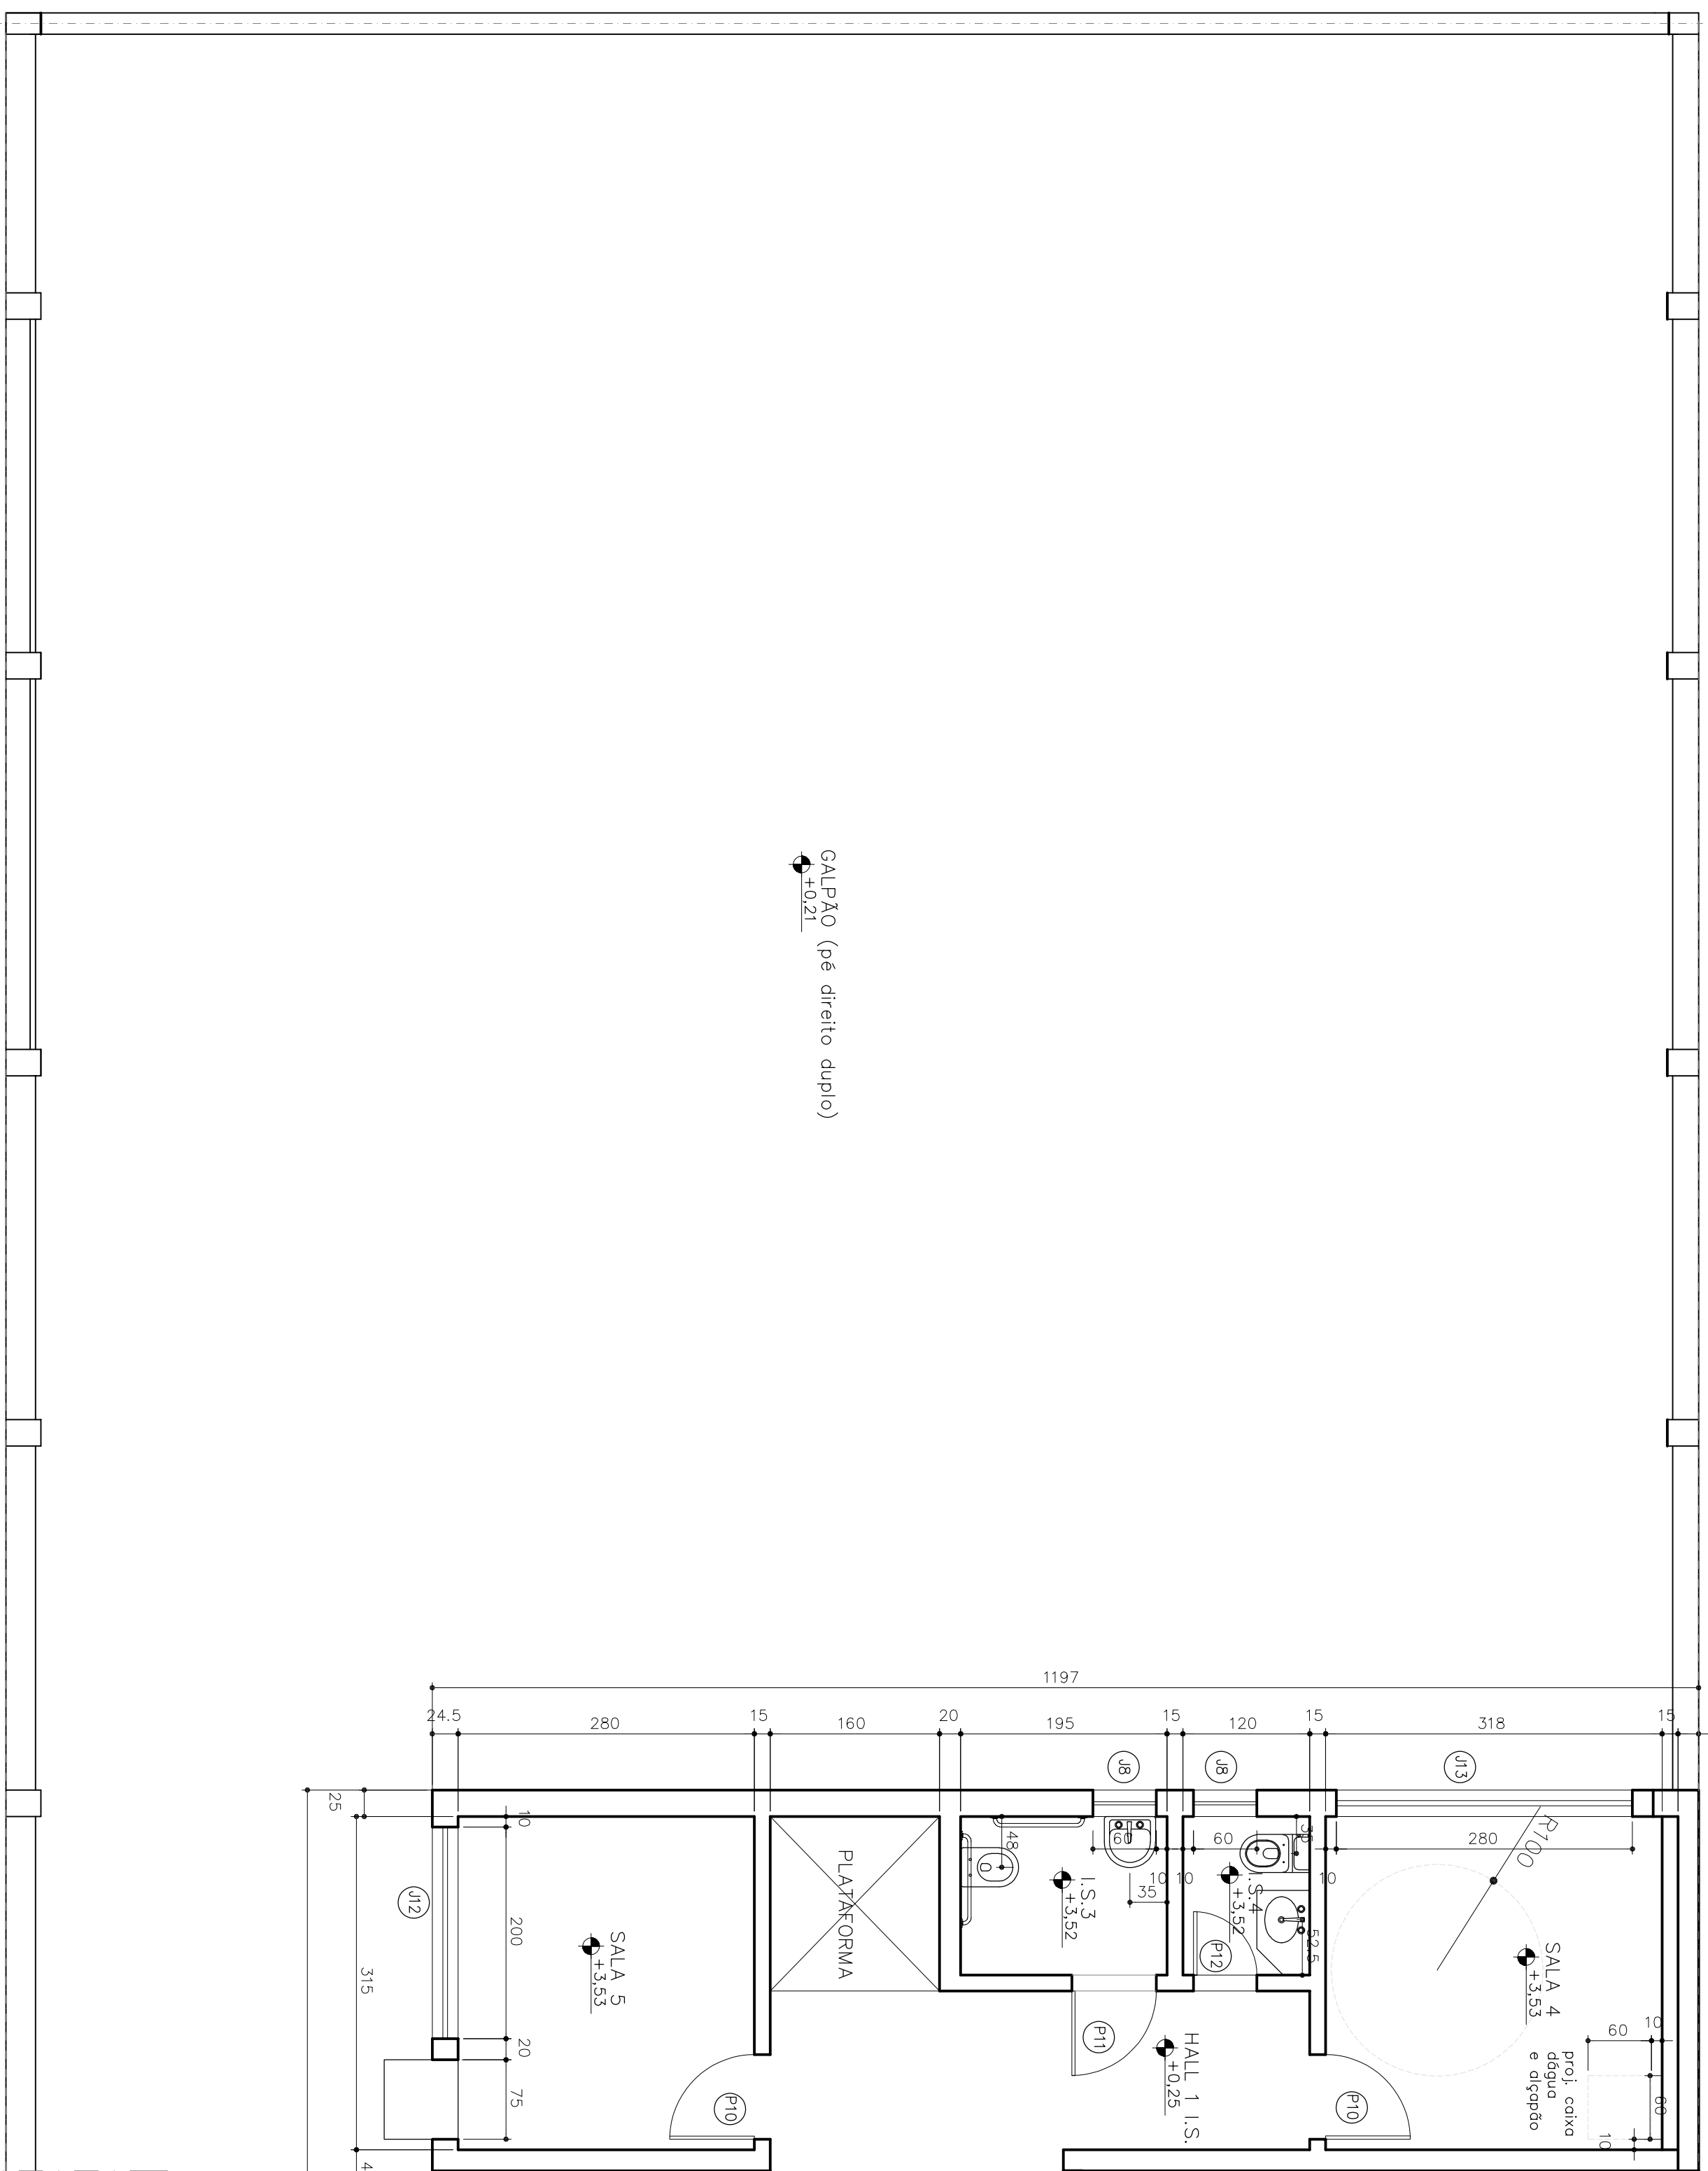 GALPÃO (pé direito duplo)
+0,21
1197
24.5
280
15
160
20
195
15
120
15
318
15
J8
J8
J13
25
10
48
60
60
35
280
R100
PLATAFORMA
J12
200
315
SALA 5
+3,53
I.S.3
+3,52
10
10
35
I.S.4
+3,52
10
52.5
P12
SALA 4
+3,53
20
75
P10
P11
HALL 1 I.S.
+0,25
P10
10
60
60
10
proj. caixa
dágua
e alçapão
4